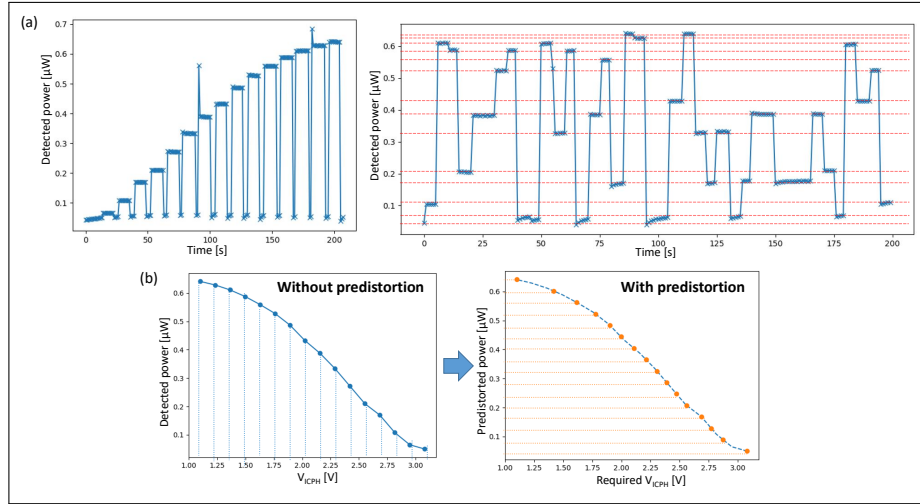 (a)
0.7
0.6
0.5
0.4
0.3
0.2
0.1
Detected power [µW]
0 50 100 150 200
Time [s]
0.6
0.5
0.4
0.3
0.2
0.1
Detected power [µW]
0 25 50 75 100 125 150 175 200
Time [s]
(b)
Without predistortion
0.6
0.5
0.4
0.3
0.2
0.1
Detected power [µW]
1.00 1.25 1.50 1.75 2.00 2.25 2.50 2.75 3.00
V_ICPH [V]
With predistortion
0.6
0.5
0.4
0.3
0.2
0.1
Predistorted power [µW]
1.00 1.25 1.50 1.75 2.00 2.25 2.50 2.75 3.00
Required V_ICPH [V]